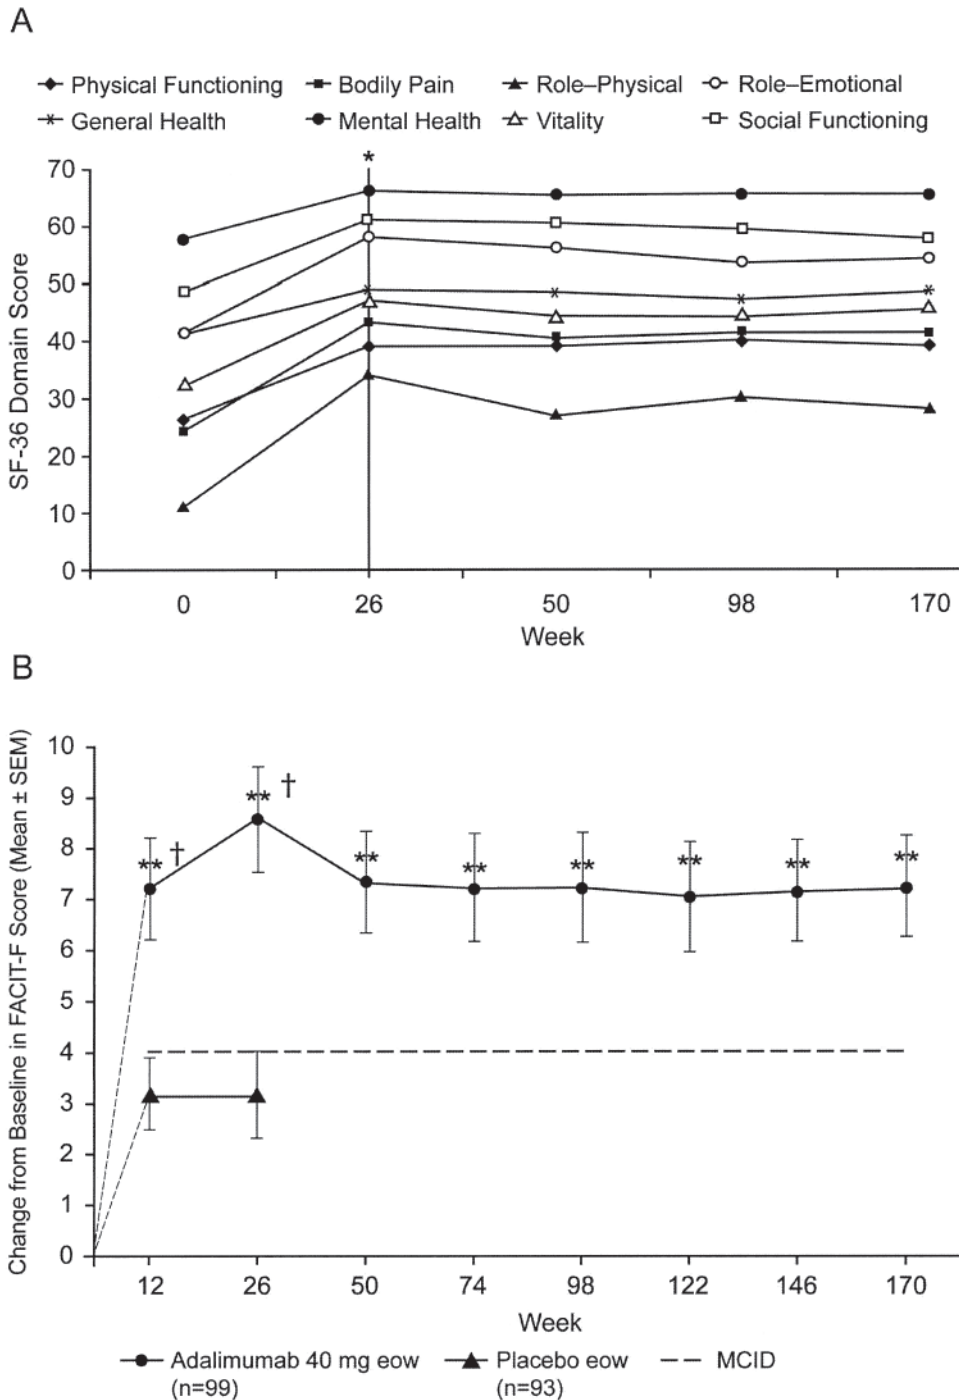 A
Physical Functioning Bodily Pain Role–Physical Role–Emotional
General Health Mental Health Vitality Social Functioning
*
70
60
50
40
30
20
10
0
SF-36 Domain Score
0 26 50 98 170
Week
B
10
9
8
7
6
5
4
3
2
1
0
Change from Baseline in FACIT-F Score (Mean ± SEM)
** †
** †
**
**
**
**
**
**
12 26 50 74 98 122 146 170
Week
Adalimumab 40 mg eow Placebo eow MCID
(n=99) (n=93)